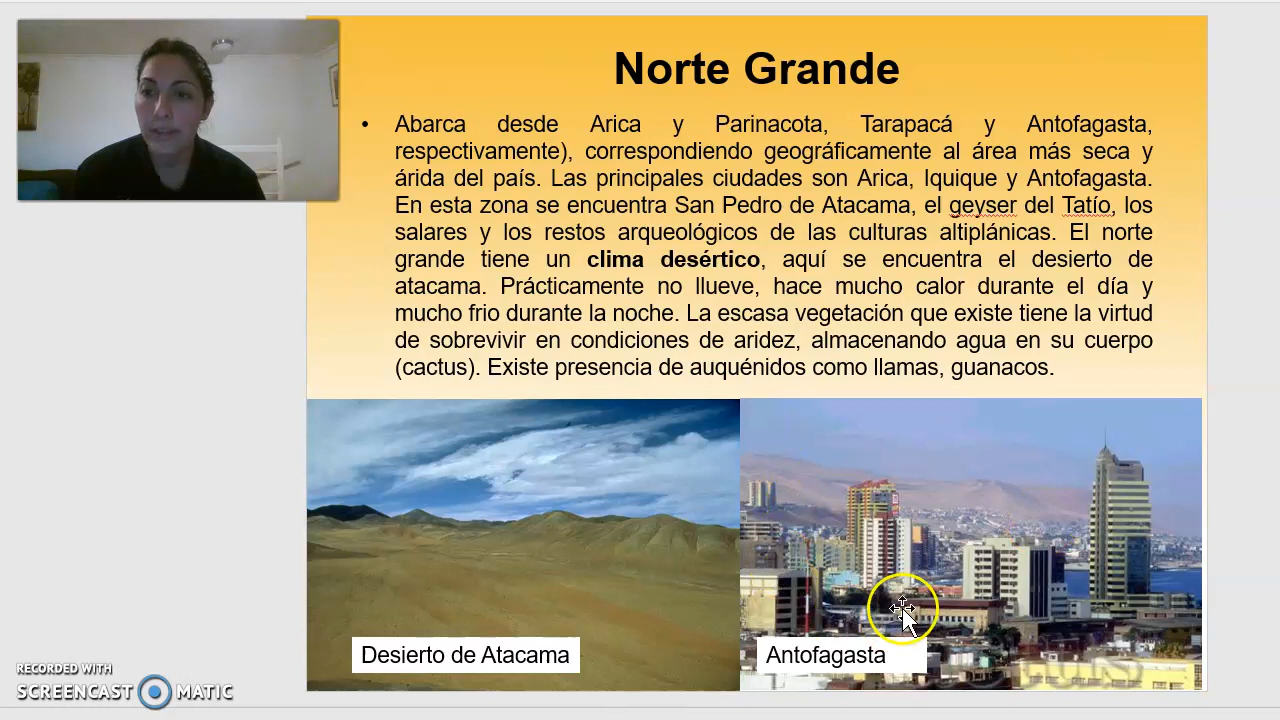 Norte Grande
• Abarca desde Arica y Parinacota, Tarapacá y Antofagasta,
respectivamente), correspondiendo geográficamente al área más seca y
árida del país. Las principales ciudades son Arica, Iquique y Antofagasta.
En esta zona se encuentra San Pedro de Atacama, el geyser del Tatío, los
salares y los restos arqueológicos de las culturas altiplánicas. El norte
grande tiene un clima desértico, aquí se encuentra el desierto de
atacama. Prácticamente no llueve, hace mucho calor durante el día y
mucho frio durante la noche. La escasa vegetación que existe tiene la virtud
de sobrevivir en condiciones de aridez, almacenando agua en su cuerpo
(cactus). Existe presencia de auquénidos como llamas, guanacos.
Desierto de Atacama
Antofagasta
RECORDED WITH
SCREENCAST MATIC